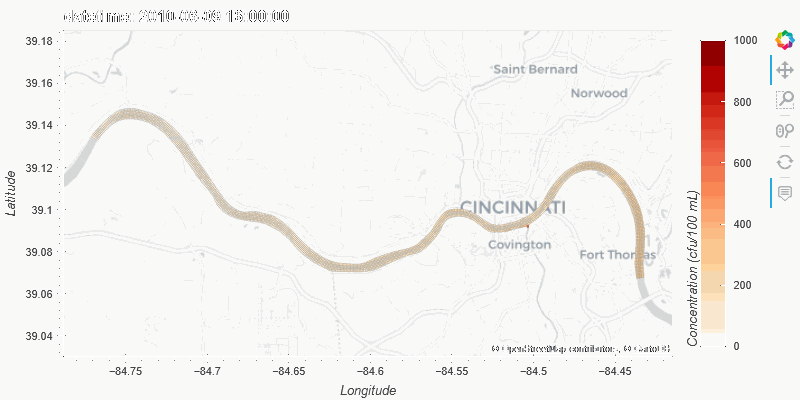 datetime: 2010-06-09 18:00:00
39.18
39.16
39.14
39.12
39.1
39.08
39.06
39.04
Latitude
Saint Bernard
Norwood
CINCINNATI
Covington
Fort Thomas
© OpenStreetMap contributors, © CartoDB
−84.75
−84.7
−84.65
−84.6
−84.55
−84.5
−84.45
Longitude
1000
800
600
400
200
0
Concentration (cfu/100 mL)